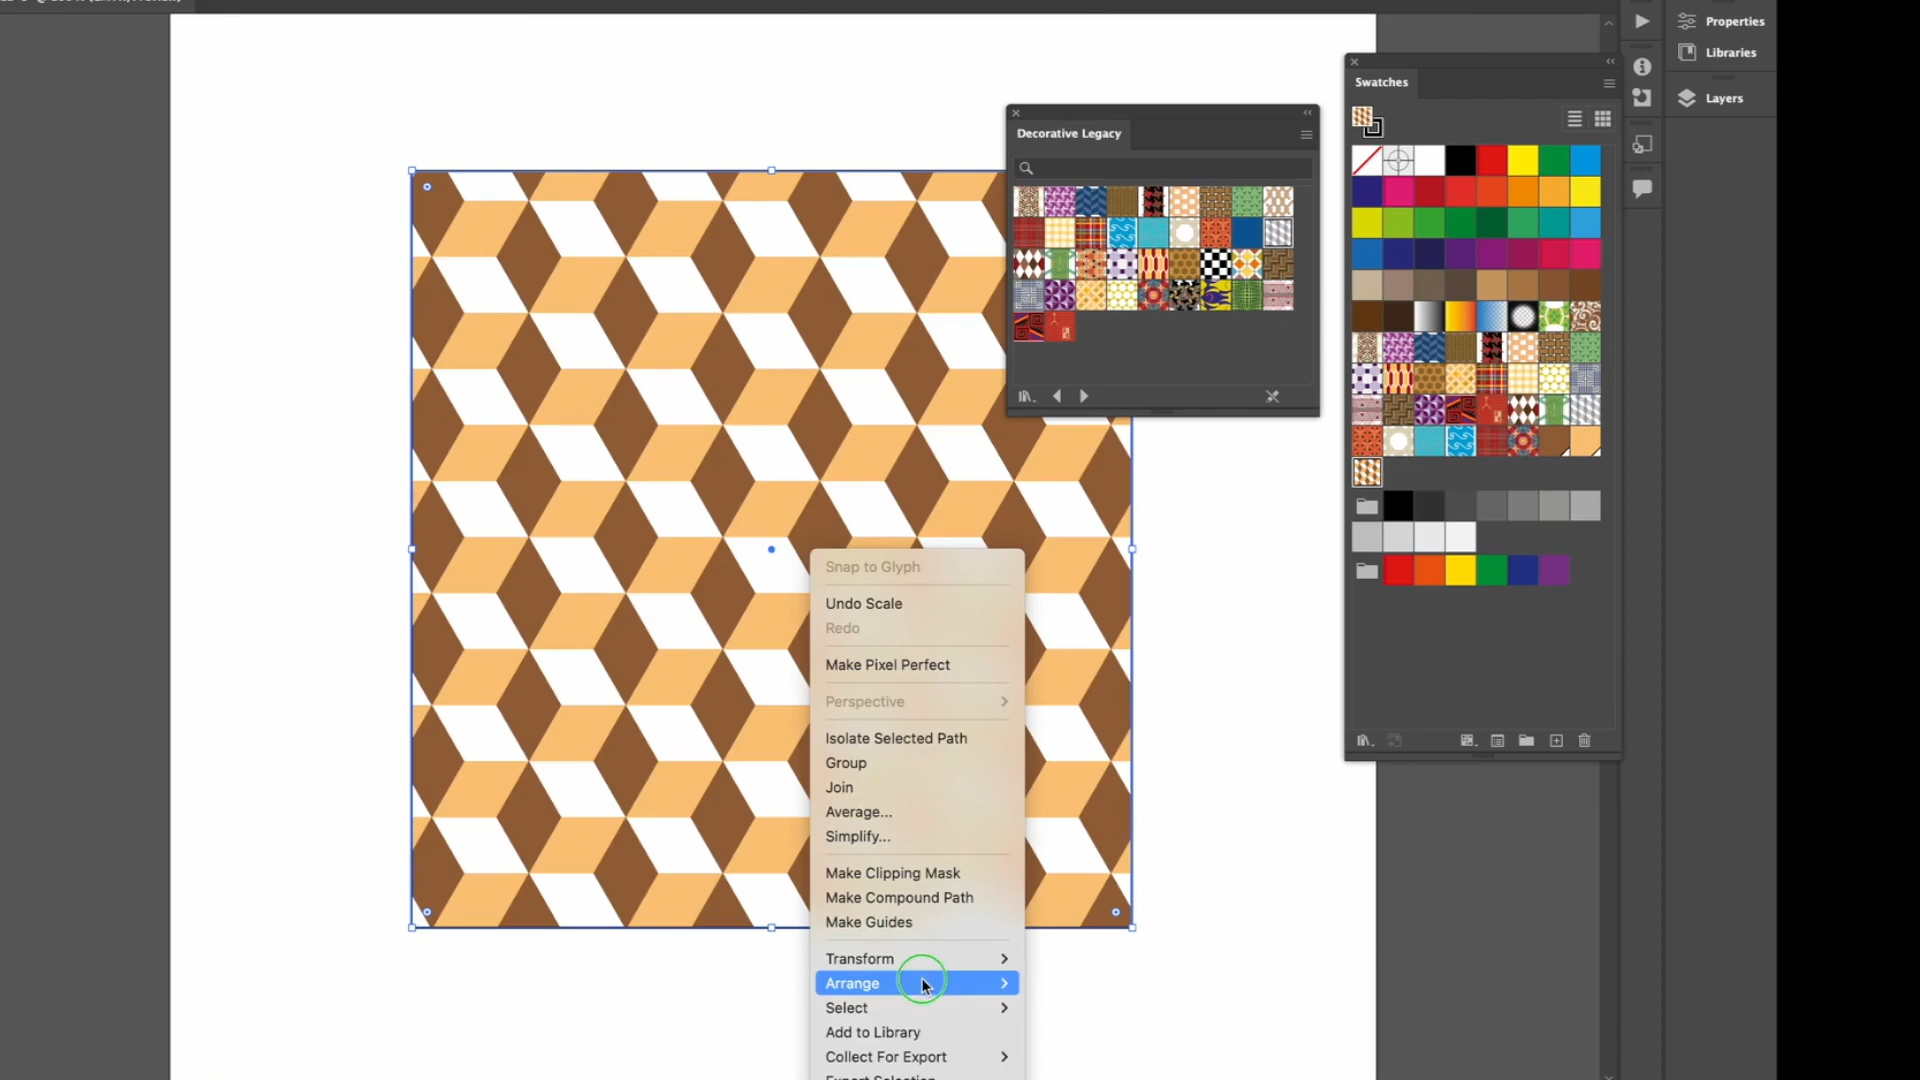 Properties
Libraries
Layers
Swatches
Decorative Legacy
Snap to Glyph
Undo Scale
Redo
Make Pixel Perfect
Perspective
Isolate Selected Path
Group
Join
Average...
Simplify...
Make Clipping Mask
Make Compound Path
Make Guides
Transform
Arrange
Select
Add to Library
Collect For Export